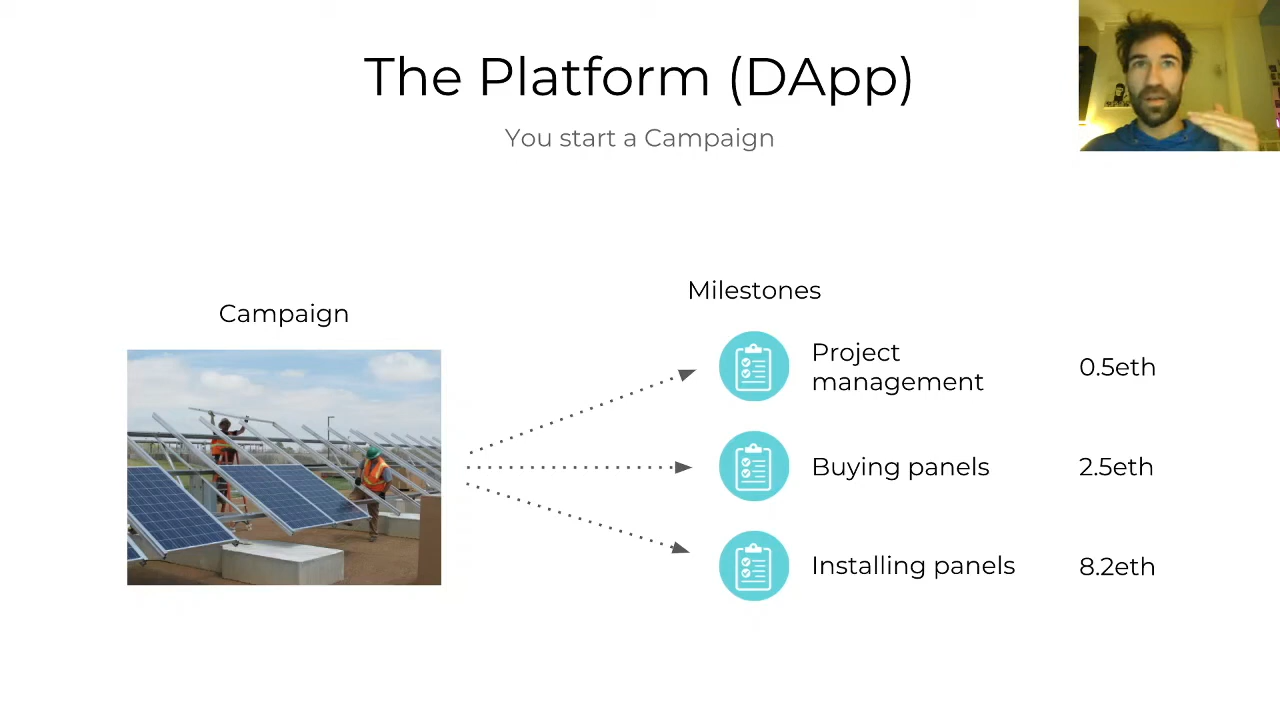 The Platform (DApp)
You start a Campaign
Campaign
Milestones
Project
management
0.5eth
Buying panels
2.5eth
Installing panels
8.2eth